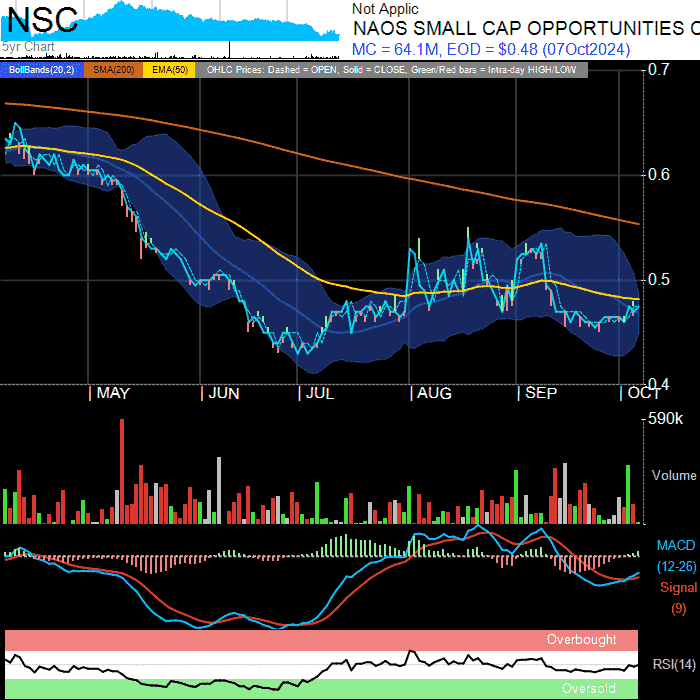 NSC
5yr Chart
Not Applic
NAOS SMALL CAP OPPORTUNITIES C
MC = 64.1M, EOD = $0.48 (07Oct2024)
BollBands(20,2) SMA(200) EMA(50) OHLC Prices: Dashed = OPEN, Solid = CLOSE, Green/Red bars = Intra-day HIGH/LOW
0.7
0.6
0.5
0.4
| MAY | JUN | JUL | AUG | SEP | OCT
590k
Volume
MACD
(12-26)
Signal
(9)
Overbought
RSI(14)
Oversold